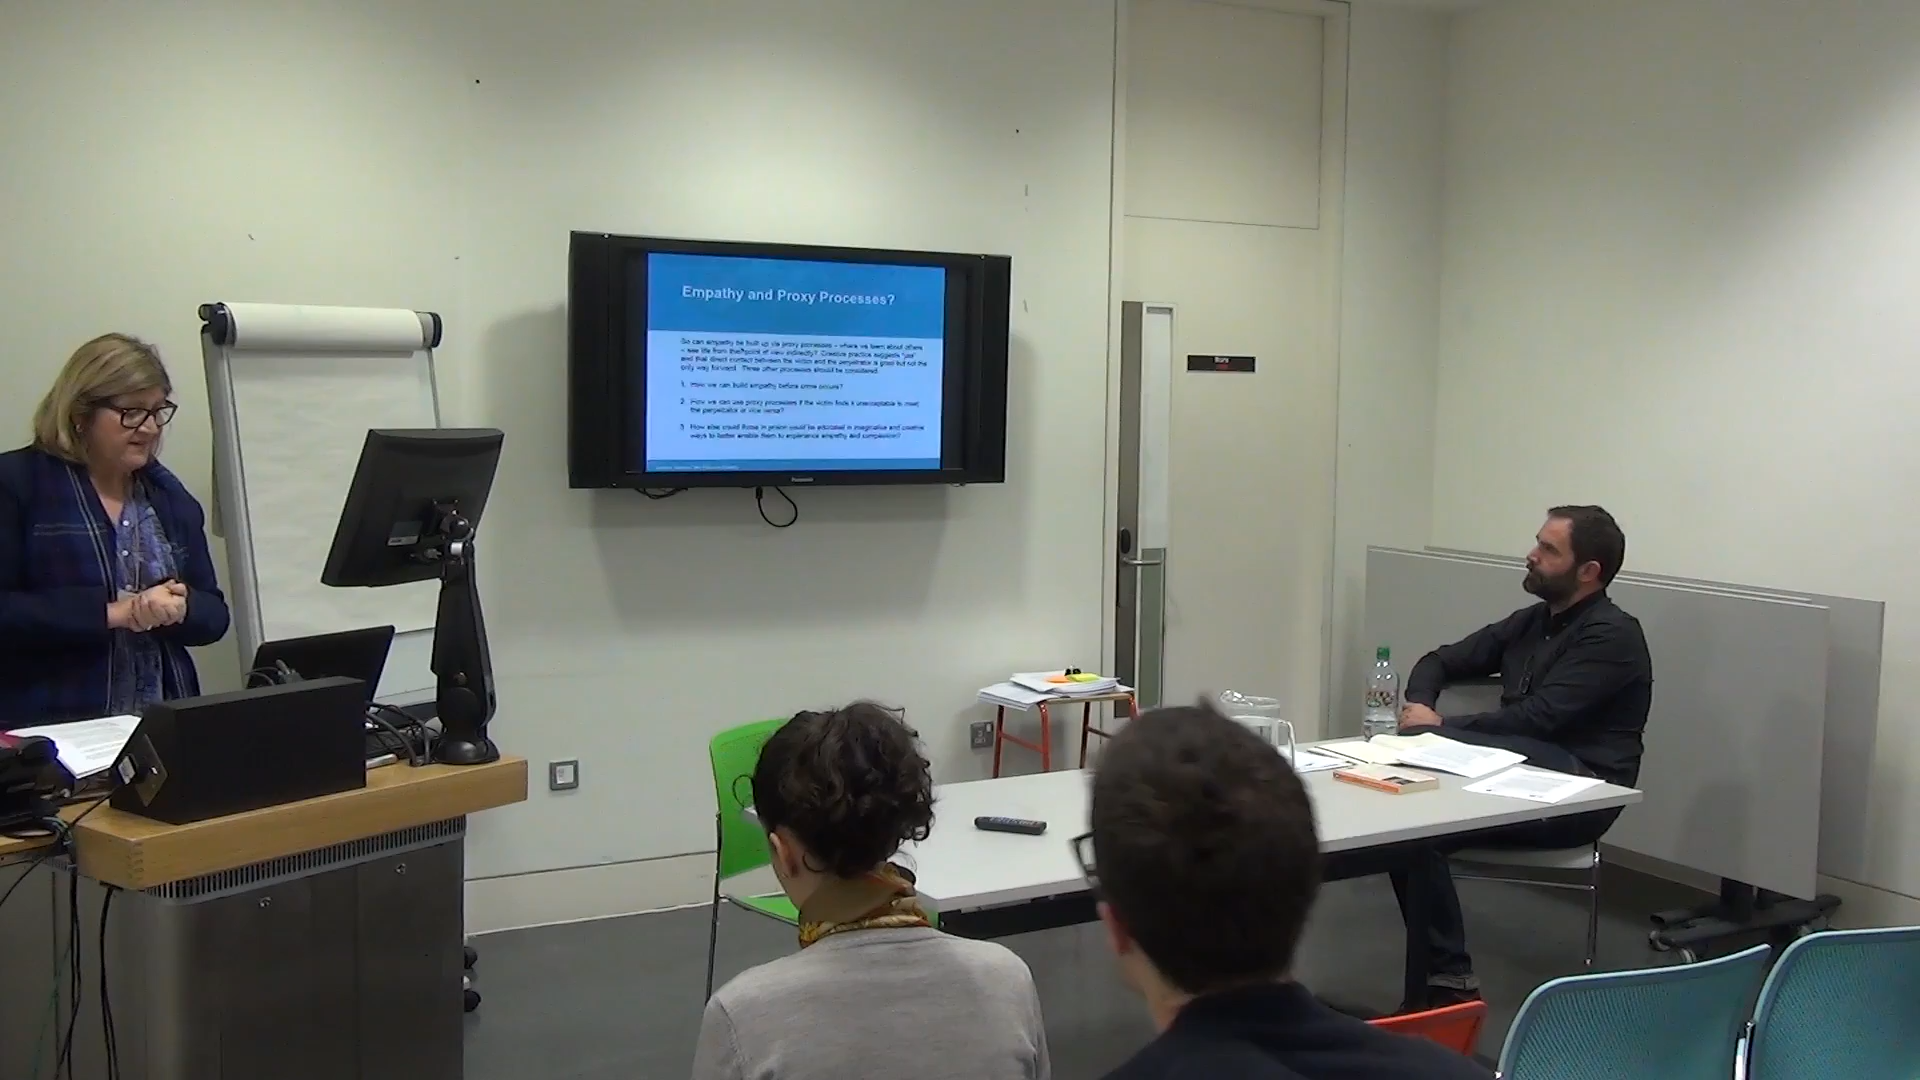 Empathy and Proxy Processes?
So can empathy be built up via proxy processes – where we learn about others
– see life from their point of view indirectly? Creative practice suggests "yes"
and that direct contact between the victim and the perpetrator is good but not the
only way forward. Three other processes should be considered:
1. How we can build empathy before crime occurs?
2. How we can use proxy processes if the victim finds it unacceptable to meet
the perpetrator or vice versa?
3. How else could those in prison be educated in imaginative and creative
ways to better enable them to experience empathy and compassion?
Panasonic